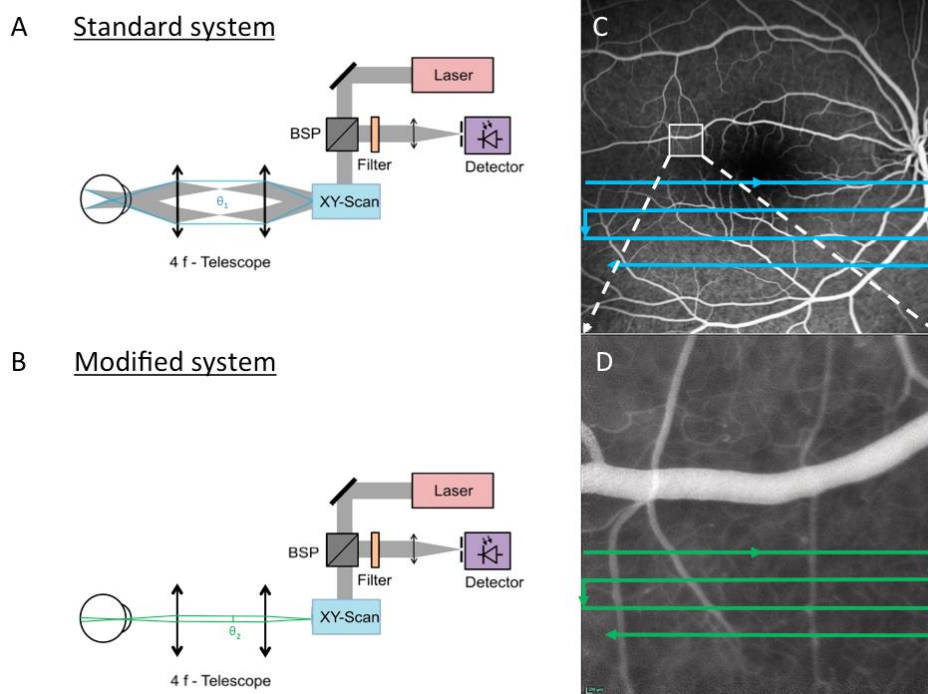 A Standard system
Laser
BSP
Filter
Detector
θ1
XY-Scan
4 f - Telescope
C
B Modified system
Laser
BSP
Filter
Detector
θ2
XY-Scan
4 f - Telescope
D